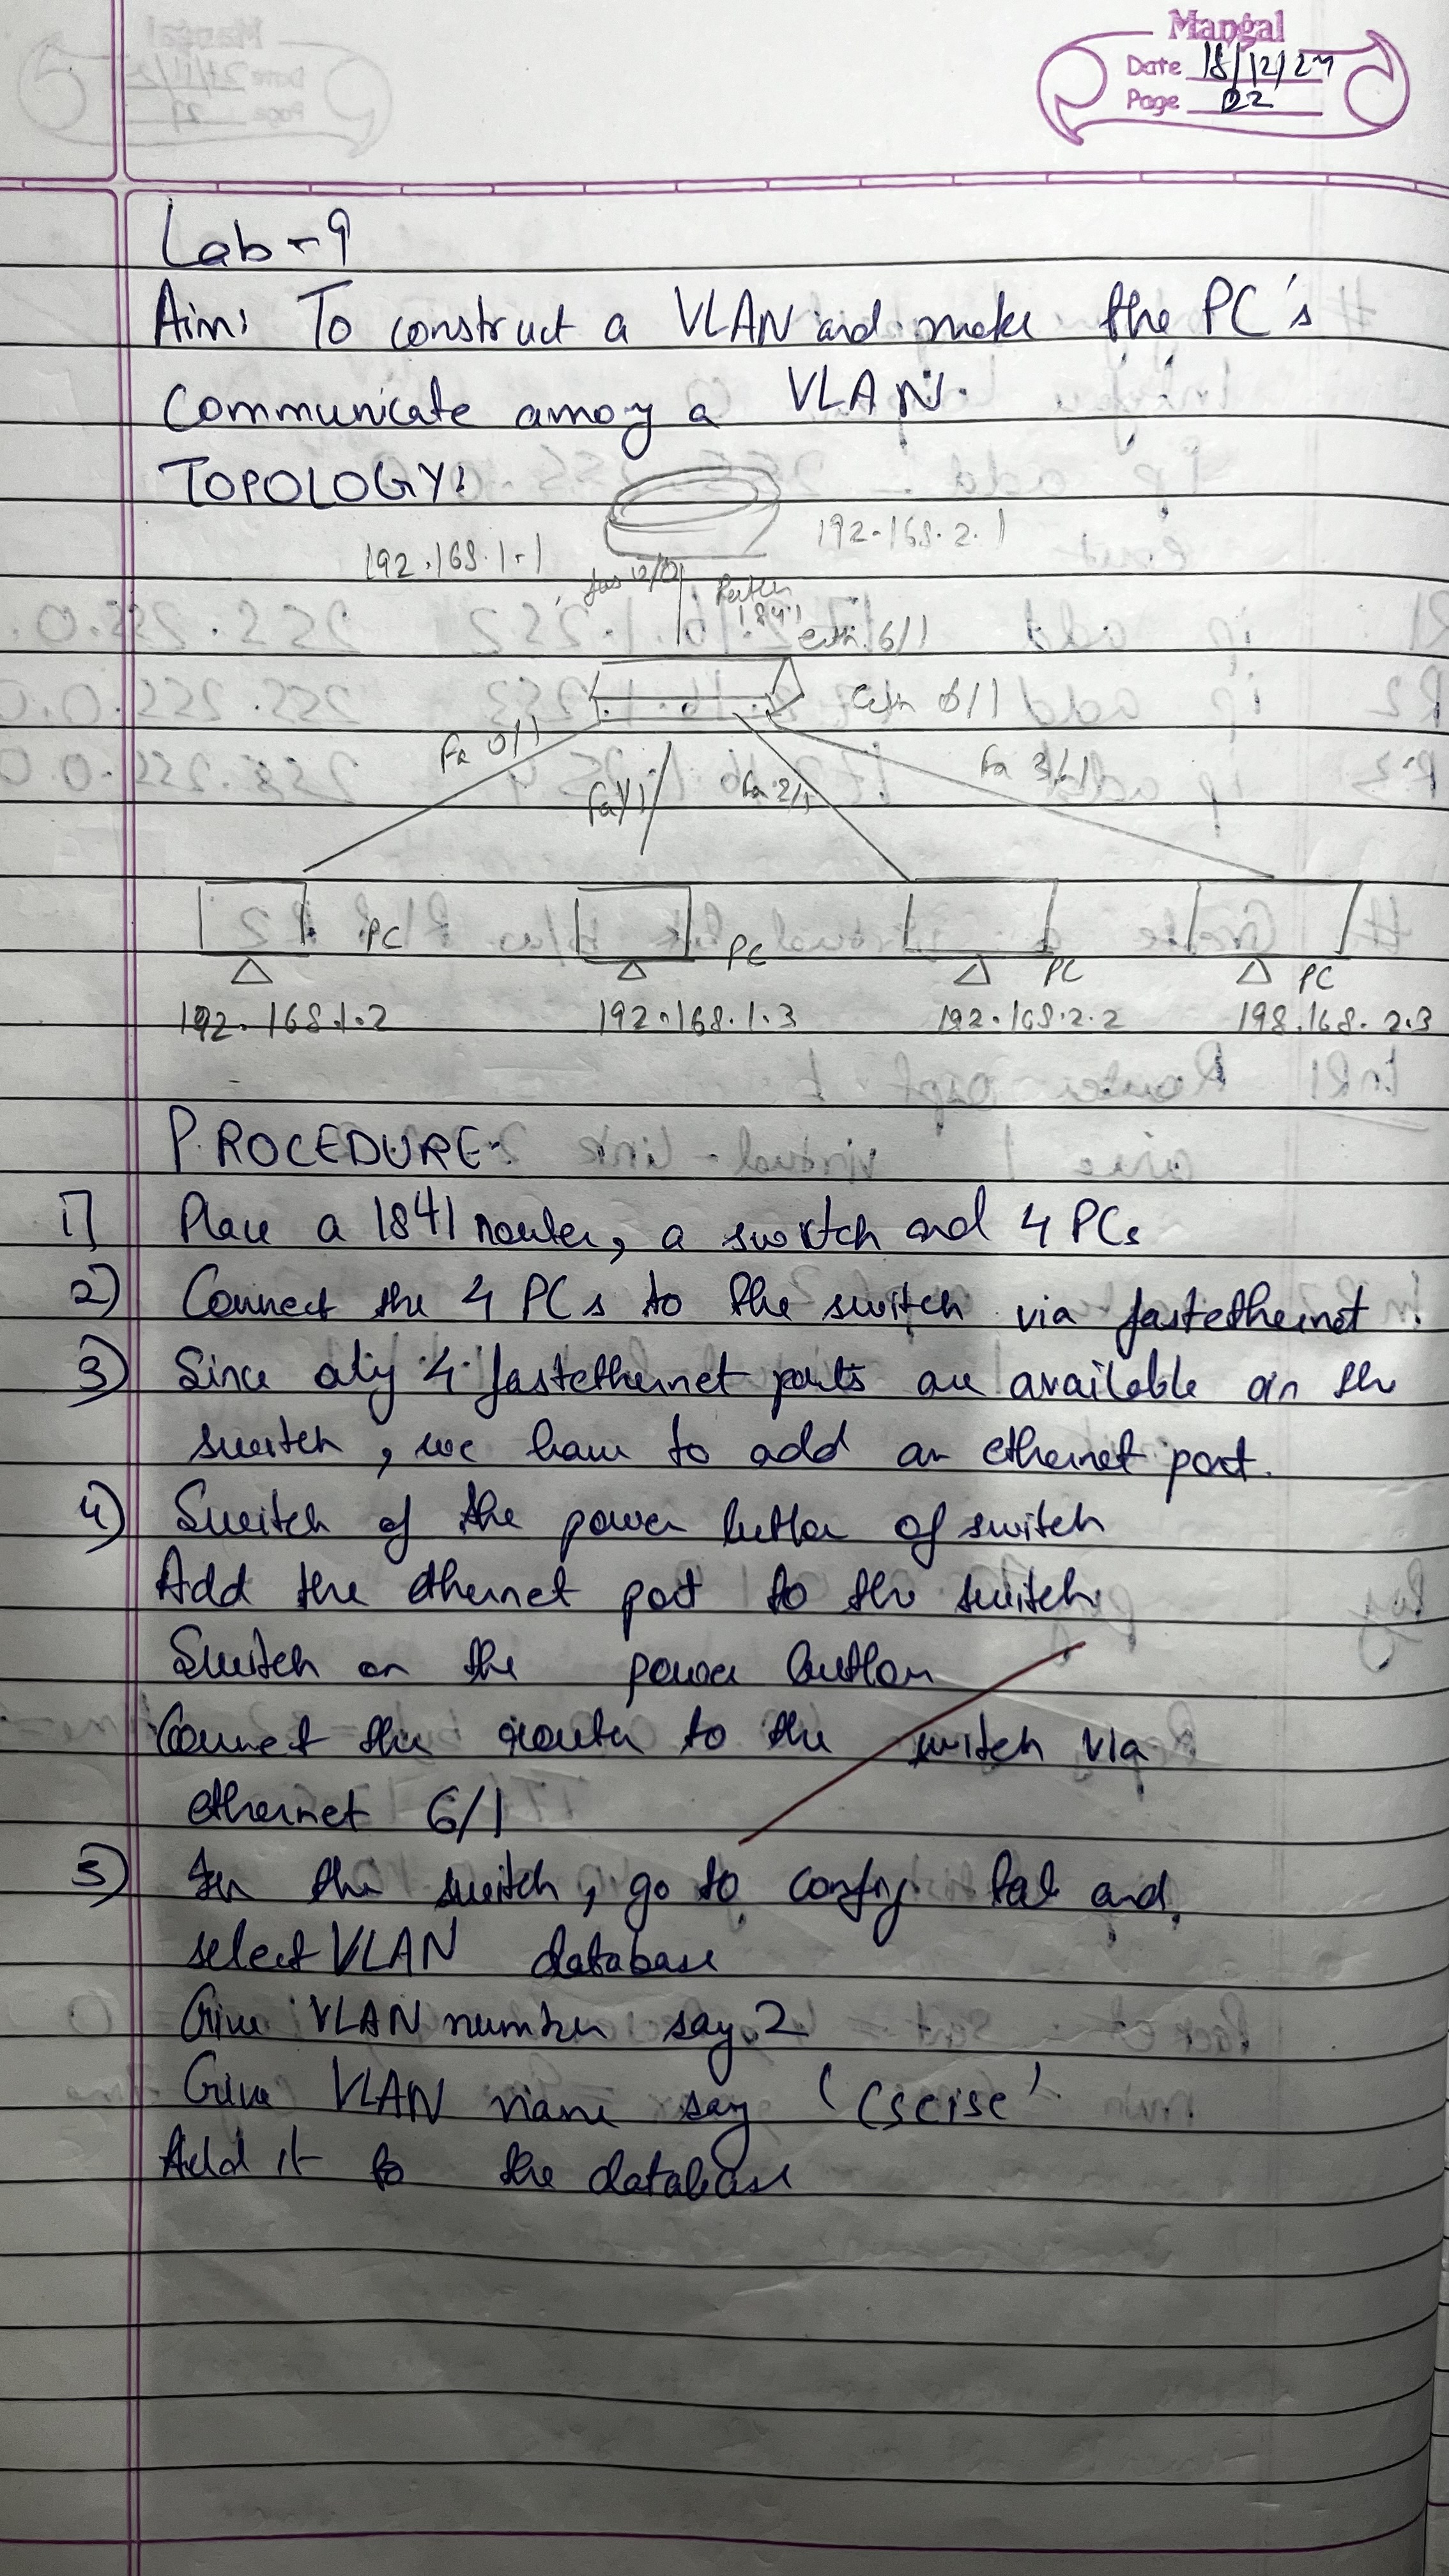 Mangal
Date 18/12/24
Page 22
Lab-9
Aim: To construct a VLAN and make the PC's
Communicate among a VLAN.
TOPOLOGY:
192.168.1.1
192.168.2.1
Router
1841
eth 6/1
eth 6/1
Fa 0/1
Fa 1/1
Fa 2/1
Fa 3/1
PC
PC
PC
PC
192.168.1.2
192.168.1.3
192.168.2.2
198.168.2.3
PROCEDURE:
1] Place a 1841 router, a switch and 4 PCs
2) Connect the 4 PCs to the switch via fastethernet.
3) Since only 4 fastethernet ports are available on the
switch, we have to add an ethernet port.
4) Switch of the power button of switch
Add the ethernet port to the switch
Switch on the power button
Connect the router to the switch via
ethernet 6/1
5) In the switch, go to config tab and
select VLAN database
Give VLAN number say 2
Give VLAN name say 'Cseise'
Add it to the database